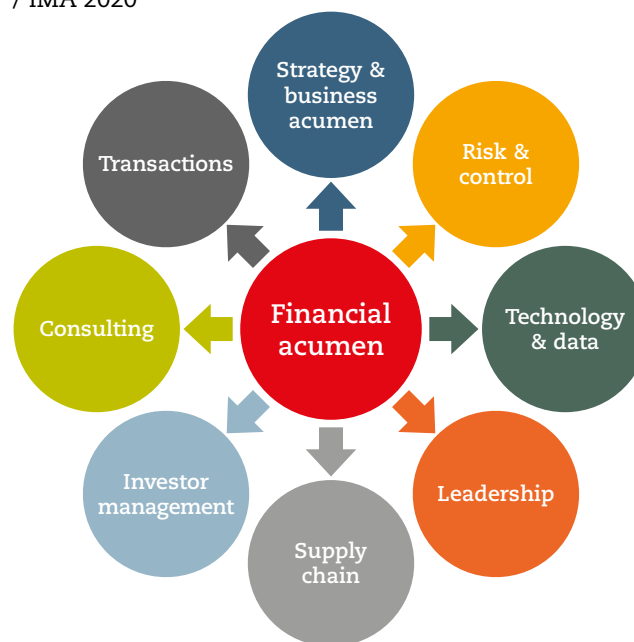 / IMA 2020
Strategy &
business
acumen
Risk &
control
Technology
& data
Leadership
Supply
chain
Investor
management
Consulting
Transactions
Financial
acumen